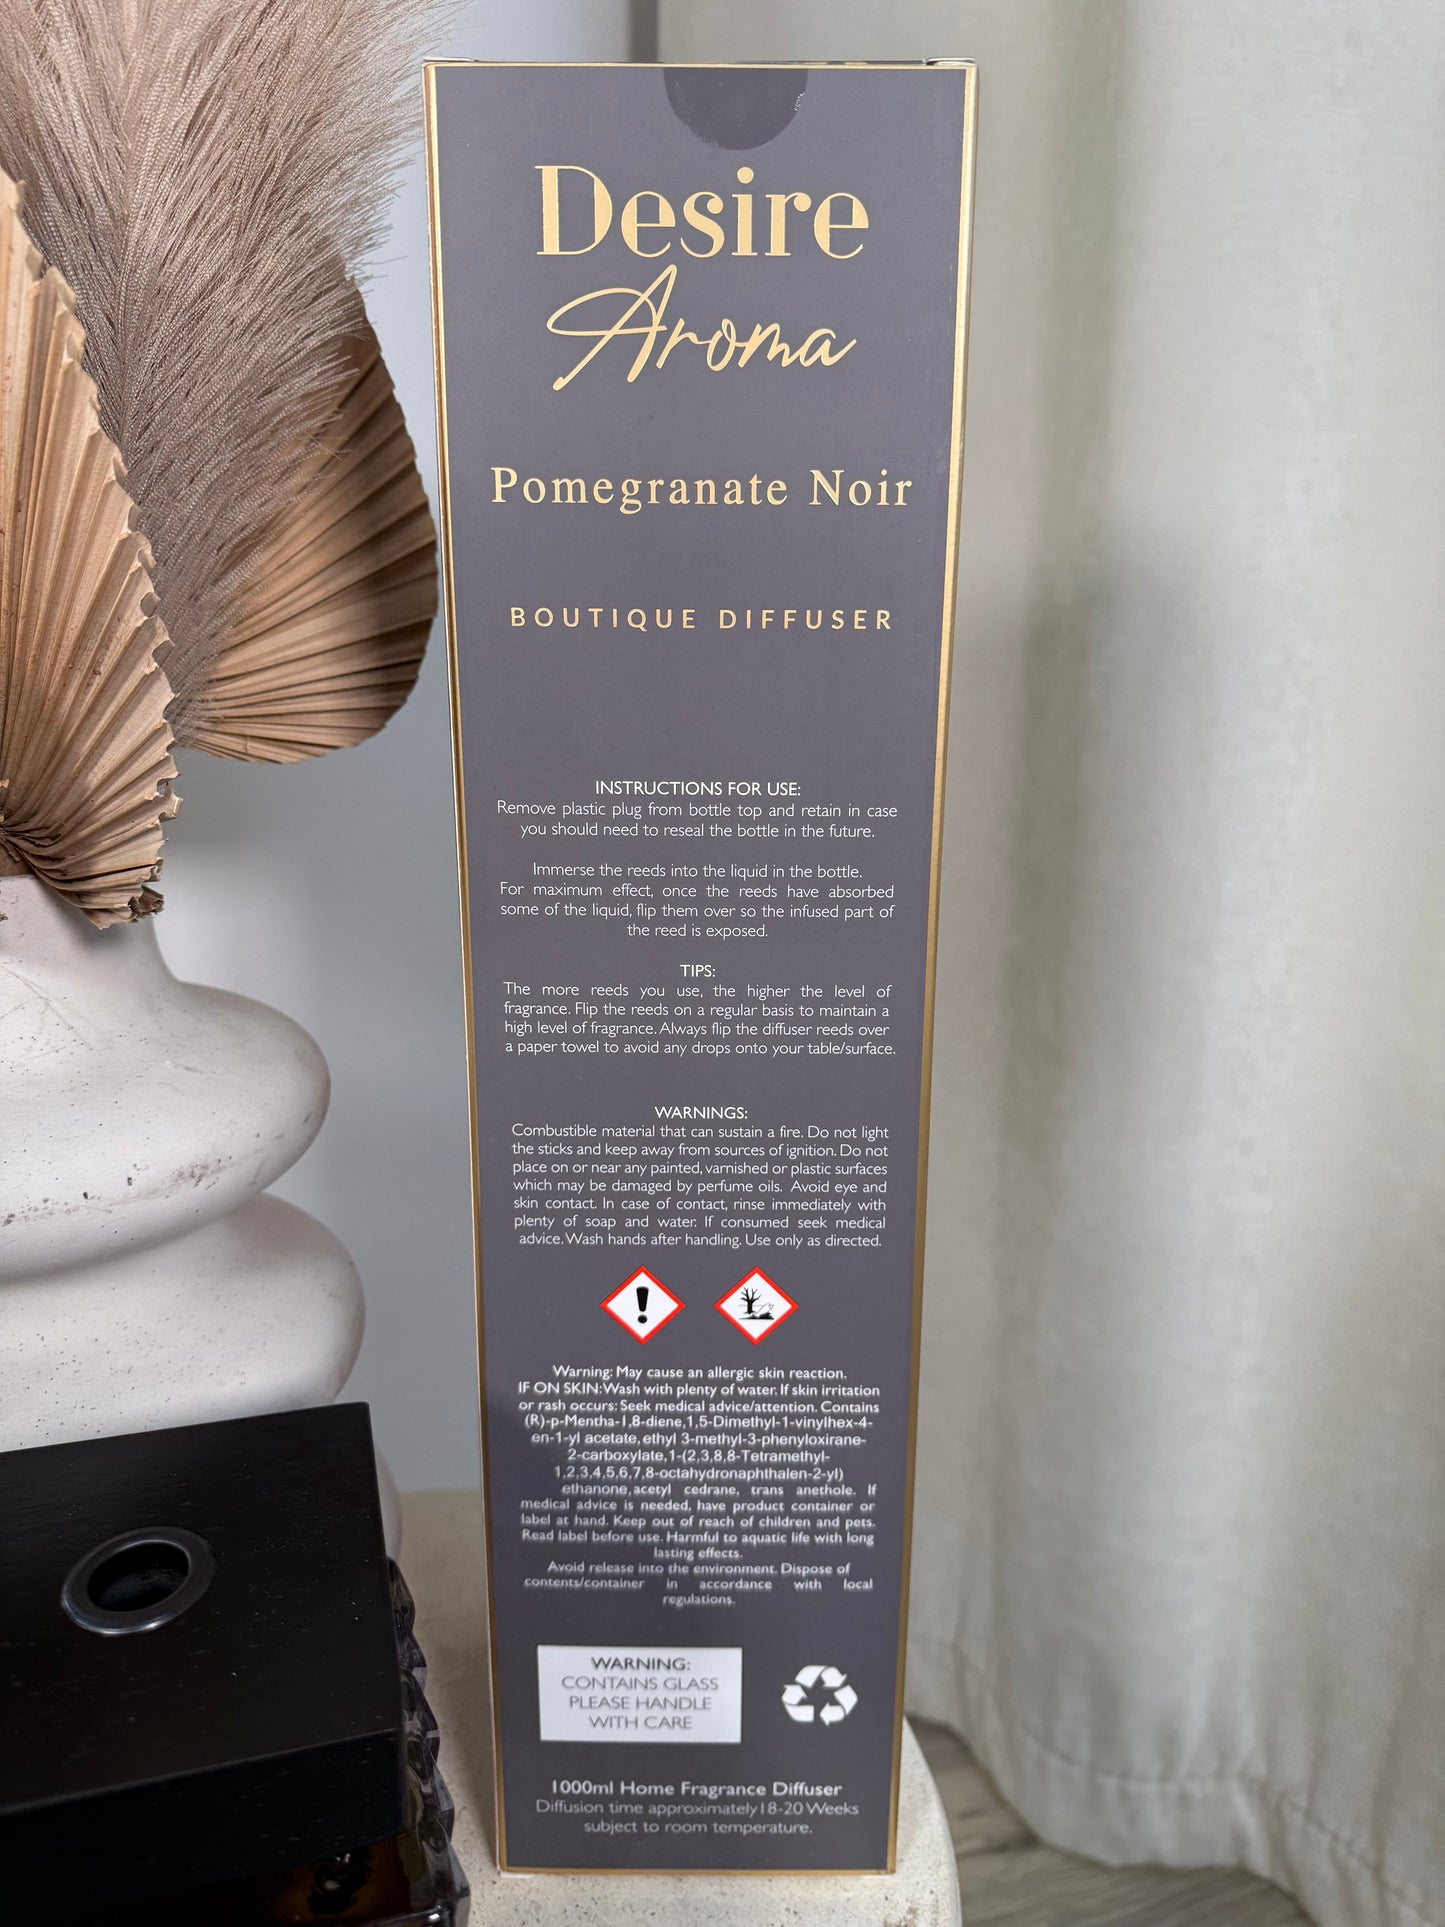 Desire
Aroma
Pomegranate Noir
BOUTIQUE DIFFUSER
INSTRUCTIONS FOR USE:
Remove plastic plug from bottle top and retain in case
you should need to reseal the bottle in the future.
Immerse the reeds into the liquid in the bottle.
For maximum effect, once the reeds have absorbed
some of the liquid, flip them over so the infused part of
the reed is exposed.
TIPS:
The more reeds you use, the higher the level of
fragrance. Flip the reeds on a regular basis to maintain a
high level of fragrance. Always flip the diffuser reeds over
a paper towel to avoid any drops onto your table/surface.
WARNINGS:
Combustible material that can sustain a fire. Do not light
the sticks and keep away from sources of ignition. Do not
place on or near any painted, varnished or plastic surfaces
which may be damaged by perfume oils. Avoid eye and
skin contact. In case of contact, rinse immediately with
plenty of soap and water. If consumed seek medical
advice. Wash hands after handling. Use only as directed.
Warning: May cause an allergic skin reaction.
IF ON SKIN: Wash with plenty of water. If skin irritation
or rash occurs: Seek medical advice/attention. Contains
(R)-p-Mentha-1,8-diene,1,5-Dimethyl-1-vinylhex-4-
en-1-yl acetate, ethyl 3-methyl-3-phenyloxirane-
2-carboxylate,1-(2,3,8,8-Tetramethyl-
1,2,3,4,5,6,7,8-octahydronaphthalen-2-yl)
ethanone, acetyl cedrane, trans anethole. If
medical advice is needed, have product container or
label at hand. Keep out of reach of children and pets.
Read label before use. Harmful to aquatic life with long
lasting effects.
Avoid release into the environment. Dispose of
contents/container in accordance with local
regulations.
WARNING:
CONTAINS GLASS
PLEASE HANDLE
WITH CARE
1000ml Home Fragrance Diffuser
Diffusion time approximately 18-20 Weeks
subject to room temperature.